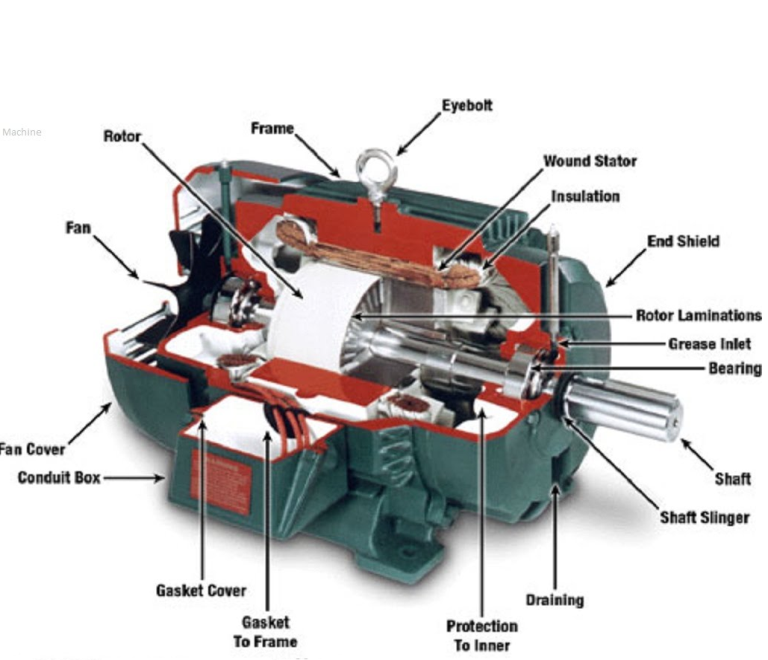 Eyebolt
Machine
Frame
Rotor
Wound Stator
Insulation
Fan
End Shield
Rotor Laminations
Grease Inlet
Bearing
Fan Cover
Conduit Box
Shaft
Shaft Slinger
Gasket Cover
Draining
Gasket
To Frame
Protection
To Inner